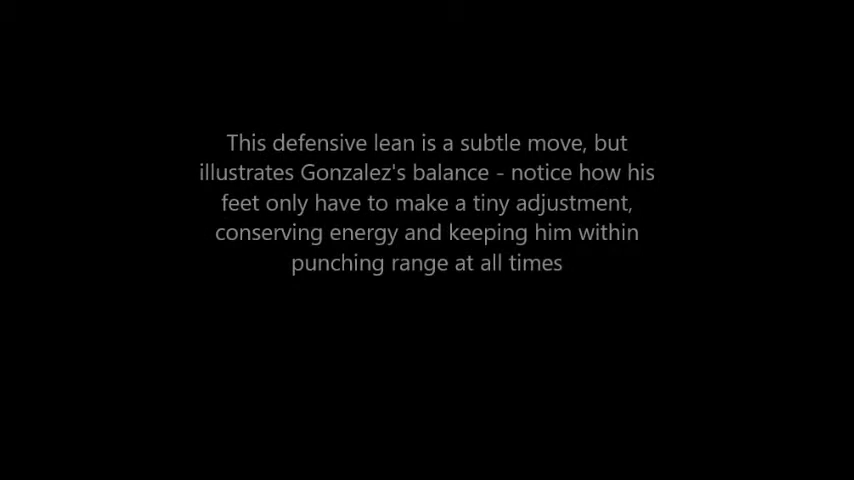 This defensive lean is a subtle move, but
illustrates Gonzalez's balance - notice how his
feet only have to make a tiny adjustment,
conserving energy and keeping him within
punching range at all times